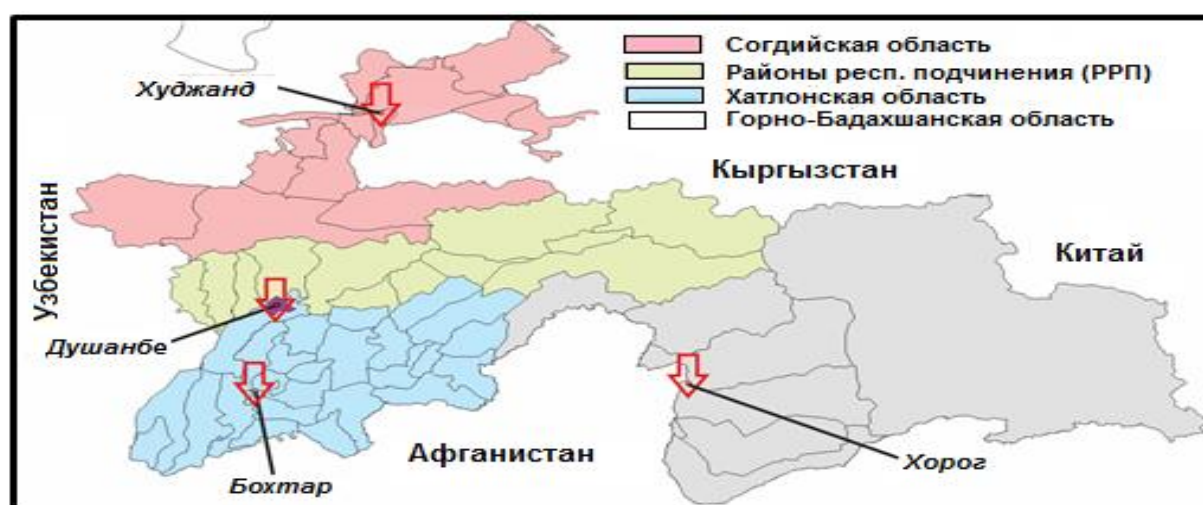 Согдийская область
Районы респ. подчинения (РРП)
Хатлонская область
Горно-Бадахшанская область
Худжанд
Кыргызстан
Узбекистан
Китай
Душанбе
Афганистан
Хорог
Бохтар